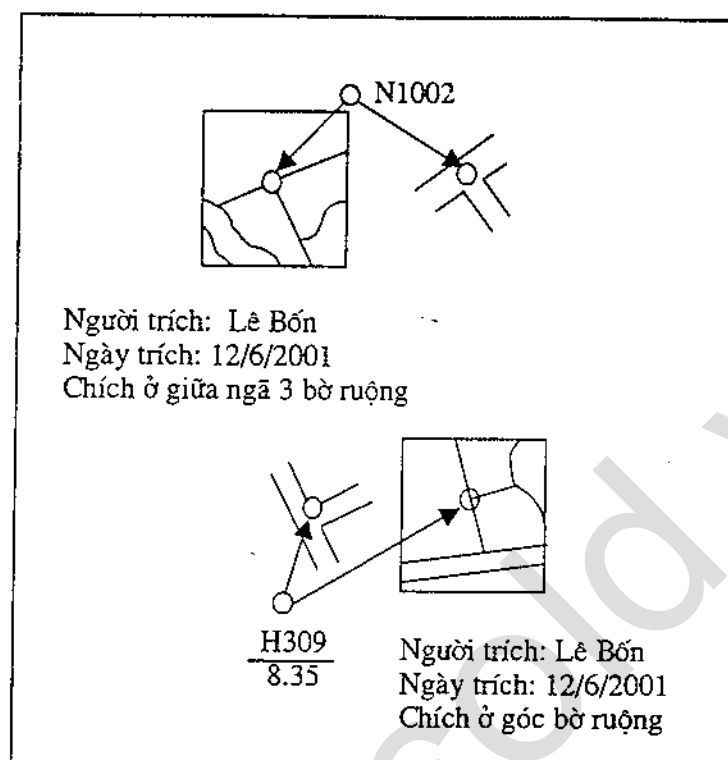 N1002
Người trích: Lê Bốn
Ngày trích: 12/6/2001
Chích ở giữa ngã 3 bờ ruộng
H309
8.35
Người trích: Lê Bốn
Ngày trích: 12/6/2001
Chích ở góc bờ ruộng